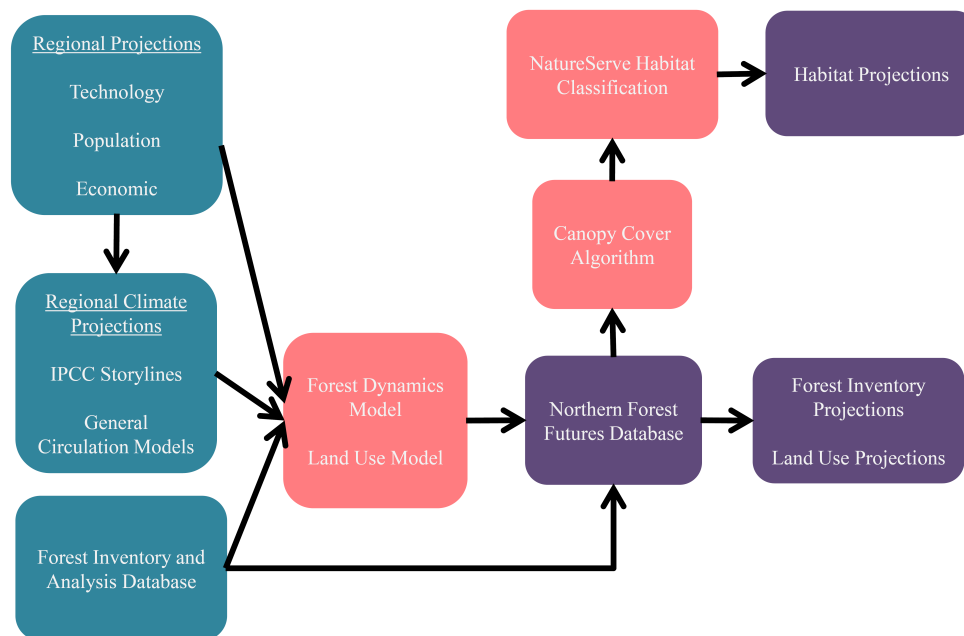 Regional Projections
Technology
Population
Economic
Regional Climate
Projections
IPCC Storylines
General
Circulation Models
Forest Inventory and
Analysis Database
Forest Dynamics
Model
Land Use Model
NatureServe Habitat
Classification
Canopy Cover
Algorithm
Northern Forest
Futures Database
Habitat Projections
Forest Inventory
Projections
Land Use Projections